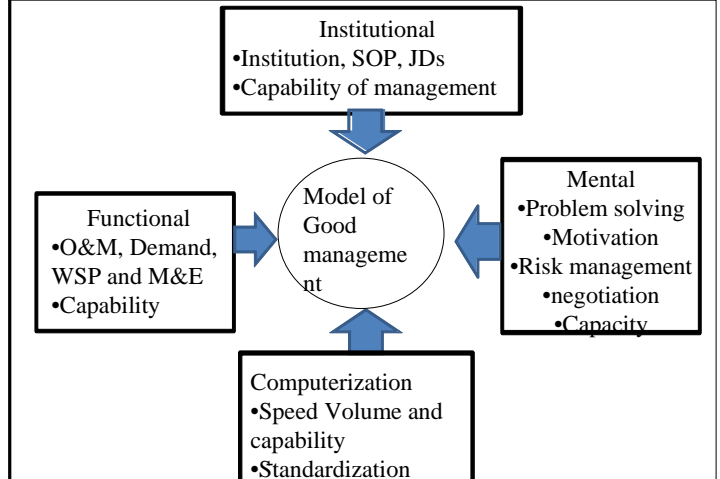 Institutional
•Institution, SOP, JDs
•Capability of management
Functional
•O&M, Demand,
WSP and M&E
•Capability
Model of
Good
manageme
nt
Mental
•Problem solving
•Motivation
•Risk management
•negotiation
•Capacity
Computerization
•Speed Volume and
capability
•Standardization